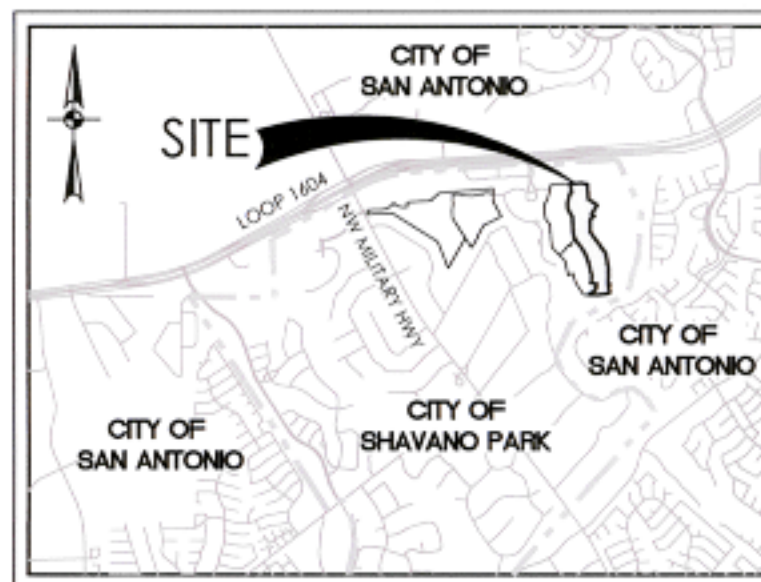 CITY OF
SAN ANTONIO
SITE
LOOP 1604
NW MILITARY HWY
CITY OF
SAN ANTONIO
CITY OF
SHAVANO PARK
CITY OF
SAN ANTONIO